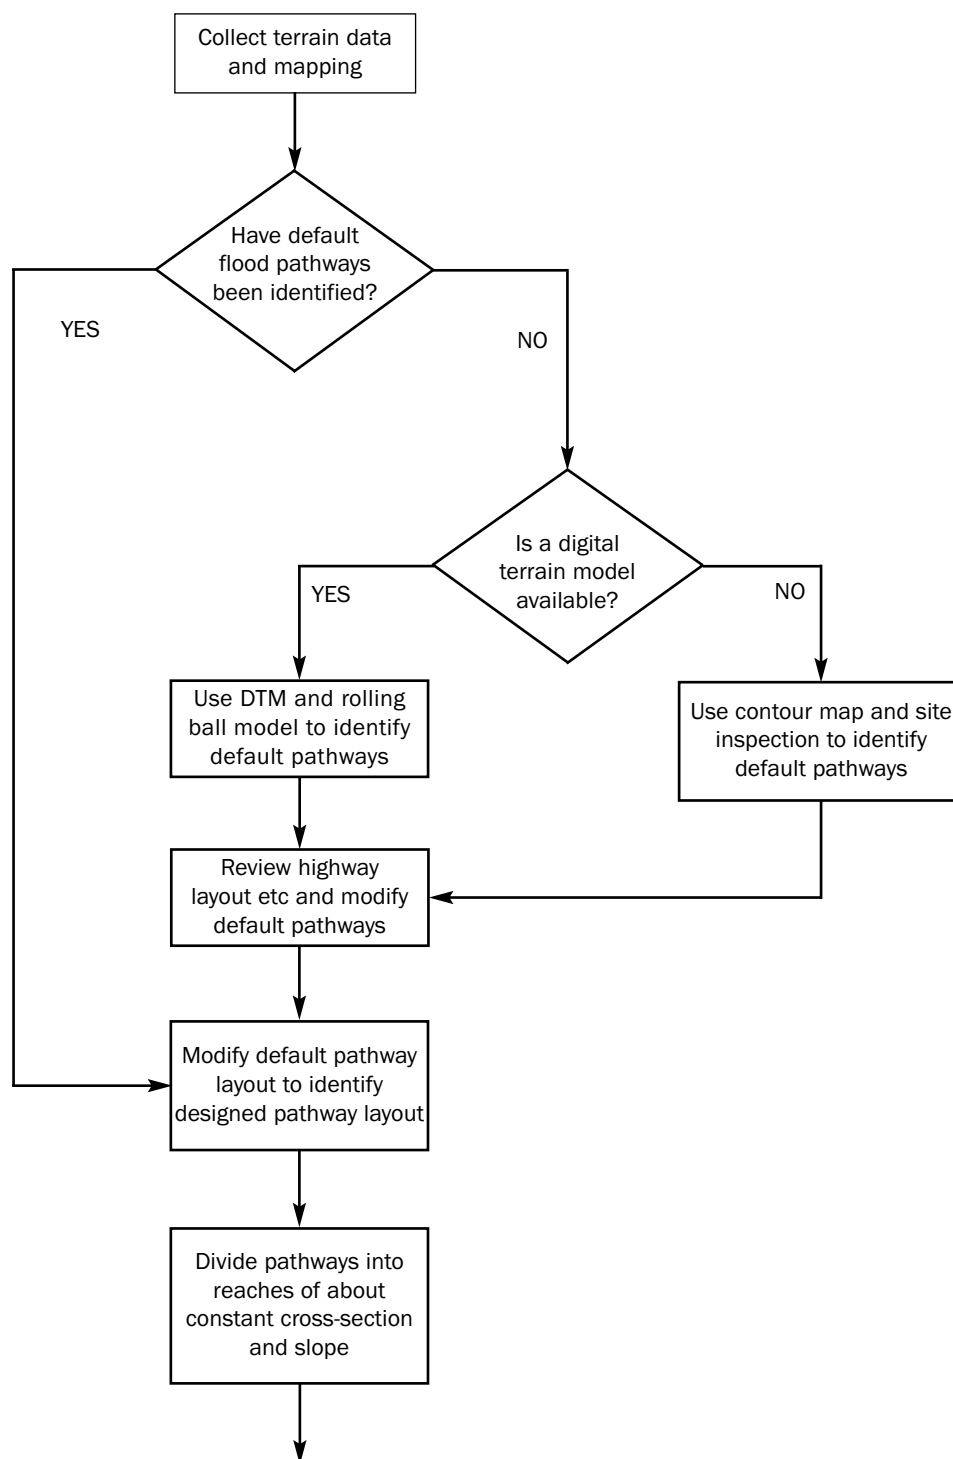 Collect terrain data
and mapping
Have default
flood pathways
been identified?
YES
NO
Is a digital
terrain model
available?
YES
NO
Use DTM and rolling
ball model to identify
default pathways
Use contour map and site
inspection to identify
default pathways
Review highway
layout etc and modify
default pathways
Modify default pathway
layout to identify
designed pathway layout
Divide pathways into
reaches of about
constant cross-section
and slope